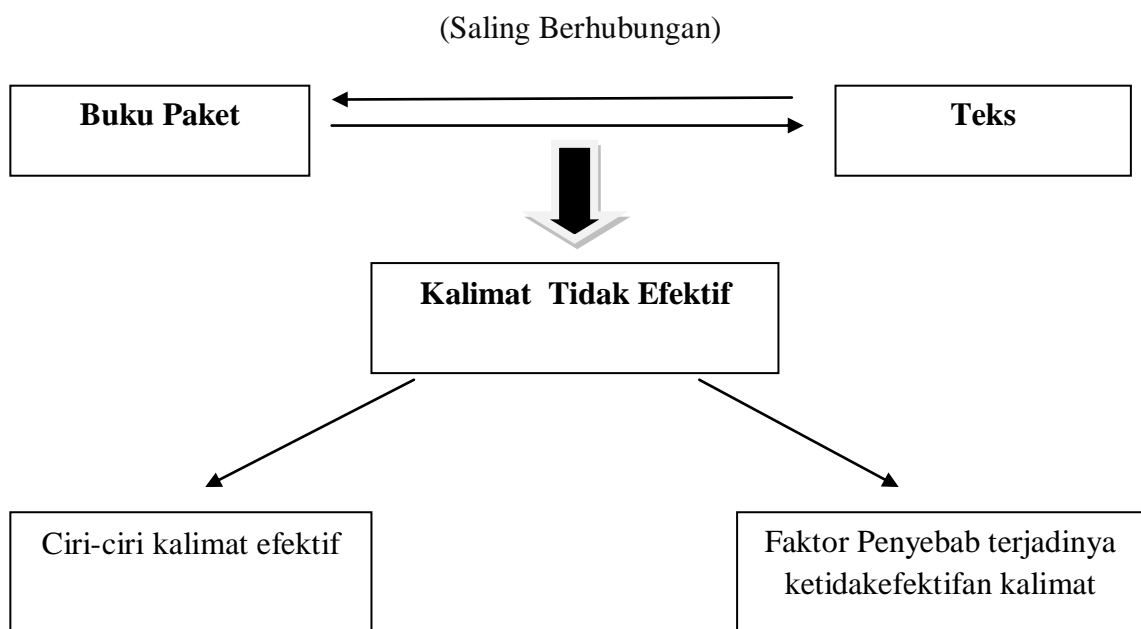 (Saling Berhubungan)
Buku Paket
Teks
Kalimat Tidak Efektif
Ciri-ciri kalimat efektif
Faktor Penyebab terjadinya
ketidakefektifan kalimat